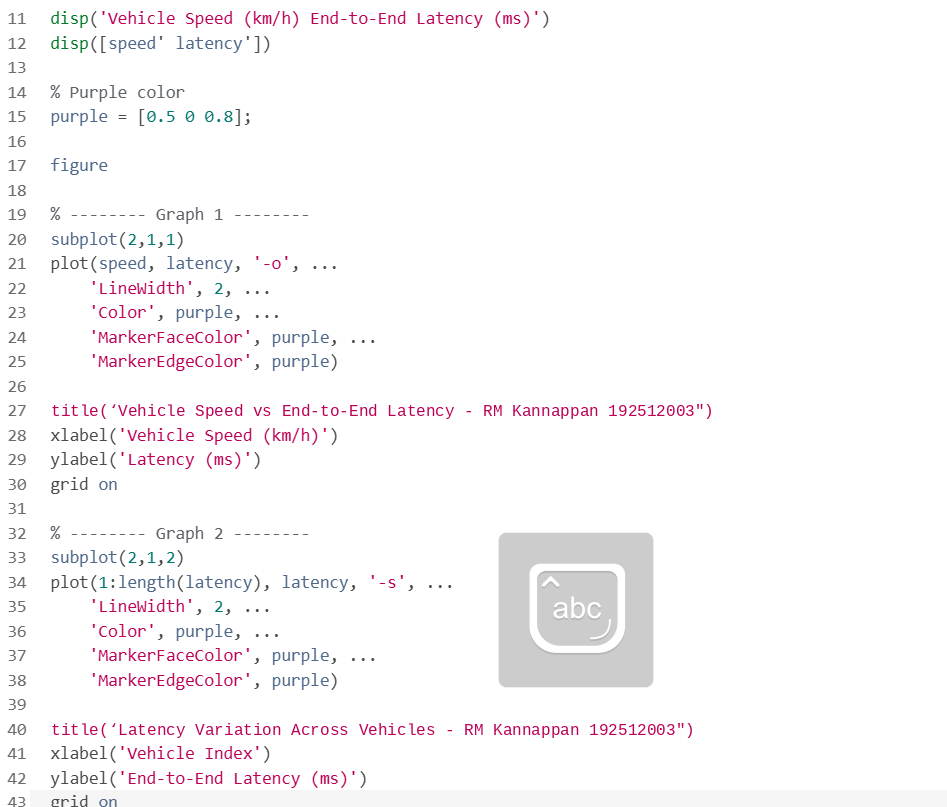 11 disp('Vehicle Speed (km/h) End-to-End Latency (ms)')
12 disp([speed' latency'])
13
14 % Purple color
15 purple = [0.5 0 0.8];
16
17 figure
18
19 % -------- Graph 1 --------
20 subplot(2,1,1)
21 plot(speed, latency, '-o', ...
22 'LineWidth', 2, ...
23 'Color', purple, ...
24 'MarkerFaceColor', purple, ...
25 'MarkerEdgeColor', purple)
26
27 title(‘Vehicle Speed vs End-to-End Latency - RM Kannappan 192512003")
28 xlabel('Vehicle Speed (km/h)')
29 ylabel('Latency (ms)')
30 grid on
31
32 % -------- Graph 2 --------
33 subplot(2,1,2)
34 plot(1:length(latency), latency, '-s', ...
35 'LineWidth', 2, ...
36 'Color', purple, ...
37 'MarkerFaceColor', purple, ...
38 'MarkerEdgeColor', purple)
39
40 title(‘Latency Variation Across Vehicles - RM Kannappan 192512003")
41 xlabel('Vehicle Index')
42 ylabel('End-to-End Latency (ms)')
43 grid on
abc